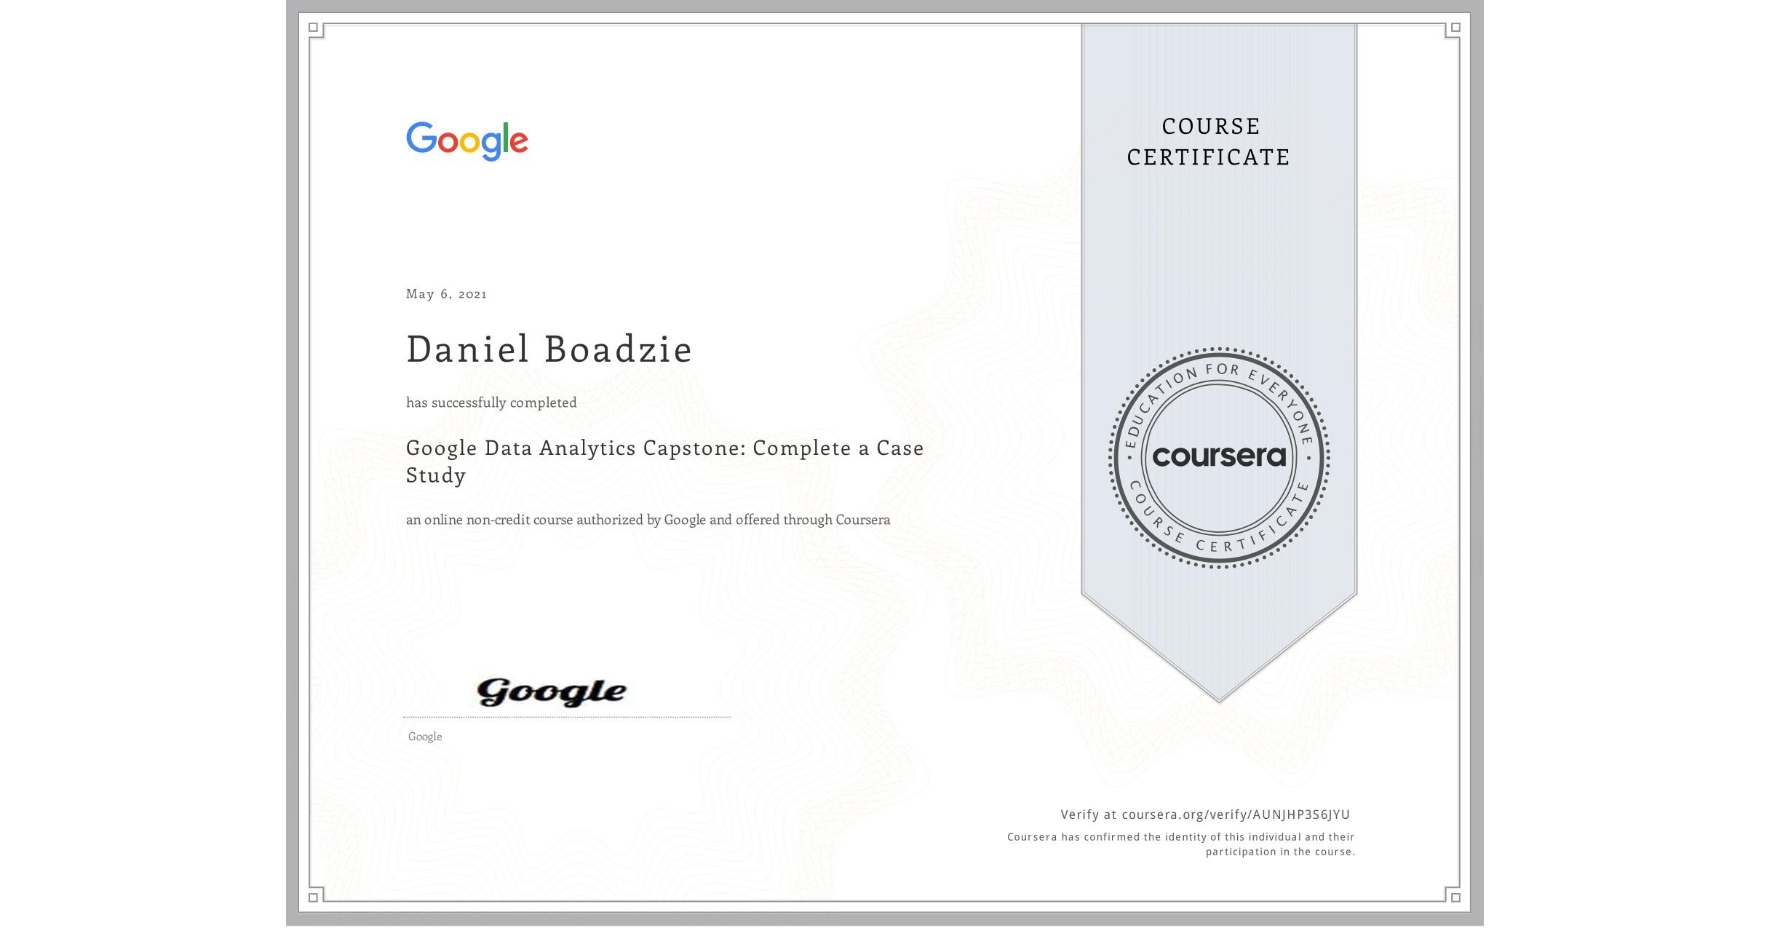 Google
COURSE
CERTIFICATE
May 6, 2021
Daniel Boadzie
has successfully completed
Google Data Analytics Capstone: Complete a Case
Study
an online non-credit course authorized by Google and offered through Coursera
EDUCATION FOR EVERYONE
coursera
COURSE CERTIFICATE
Google
Google
Verify at coursera.org/verify/AUNJHP3S6JYU
Coursera has confirmed the identity of this individual and their
participation in the course.